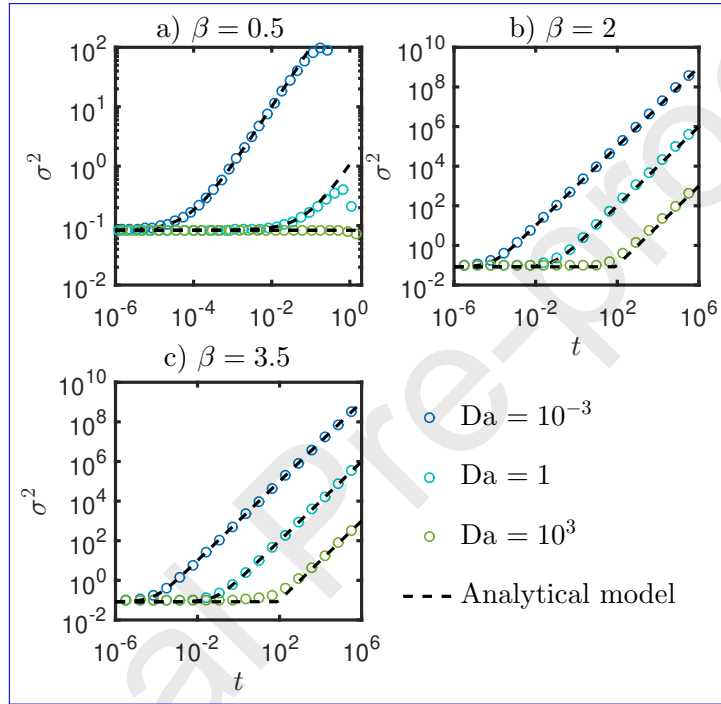 a) β = 0.5
b) β = 2
10^2
10^1
10^0
10^-1
10^-2
σ^2
10^-6 10^-4 10^-2 10^0
10^10
10^8
10^6
10^4
10^2
10^0
10^-2
σ^2
10^-6 10^-2 10^2 10^6
t
c) β = 3.5
10^10
10^8
10^6
10^4
10^2
10^0
10^-2
σ^2
10^-6 10^-2 10^2 10^6
t
Da = 10^-3
Da = 1
Da = 10^3
Analytical model
al Pre-proo